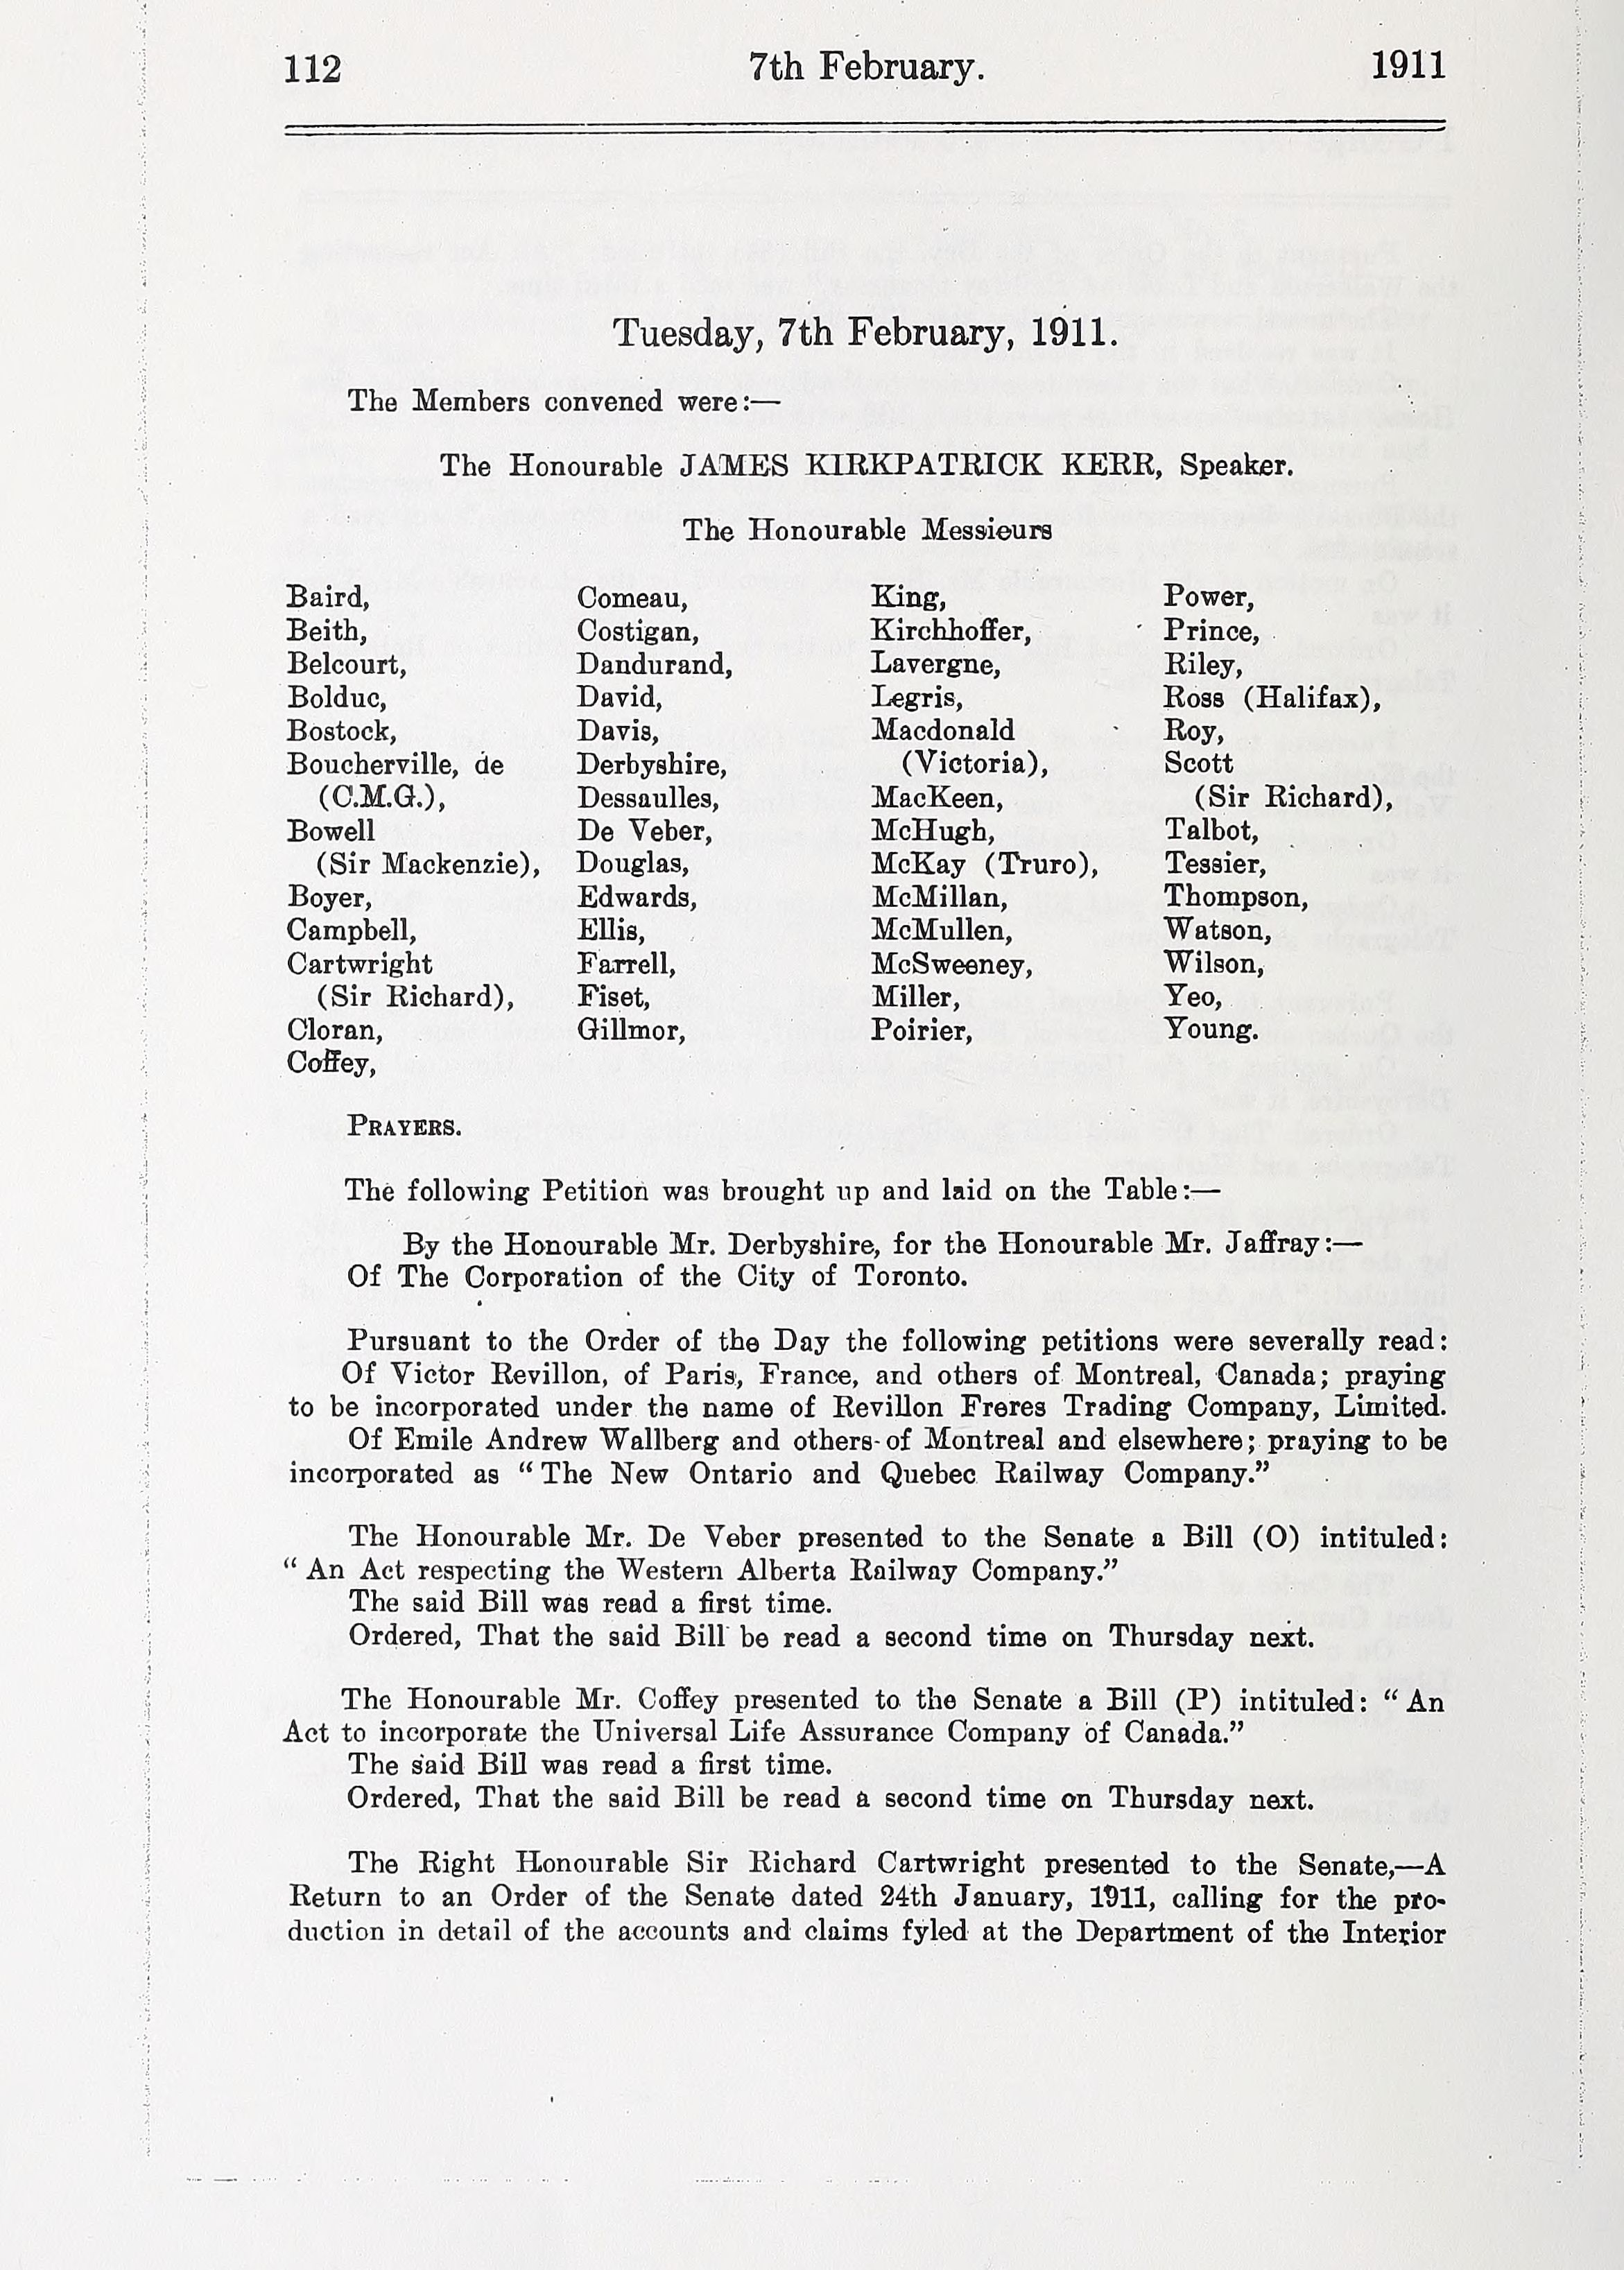 112 7th February. 1911
Tuesday, 7th February, 1911.
The Members convened were:—
The Honourable JAMES KIRKPATRICK KERR, Speaker.
The Honourable Messieurs
Baird,
Beith,
Belcourt,
Bolduc,
Bostock,
Boucherville, de
(C.M.G.),
Bowell
(Sir Mackenzie),
Boyer,
Campbell,
Cartwright
(Sir Richard),
Cloran,
Coffey,
Comeau,
Costigan,
Dandurand,
David,
Davis,
Derbyshire,
Dessaulles,
De Veber,
Douglas,
Edwards,
Ellis,
Farrell,
Fiset,
Gillmor,
King,
Kirchhoffer,
Lavergne,
Legris,
Macdonald
(Victoria),
MacKeen,
McHugh,
McKay (Truro),
McMillan,
McMullen,
McSweeney,
Miller,
Poirier,
Power,
Prince,
Riley,
Ross (Halifax),
Roy,
Scott
(Sir Richard),
Talbot,
Tessier,
Thompson,
Watson,
Wilson,
Yeo,
Young.
PRAYERS.
The following Petition was brought up and laid on the Table:—
By the Honourable Mr. Derbyshire, for the Honourable Mr. Jaffray:—
Of The Corporation of the City of Toronto.
Pursuant to the Order of the Day the following petitions were severally read:
Of Victor Revillon, of Paris, France, and others of Montreal, Canada; praying
to be incorporated under the name of Revillon Freres Trading Company, Limited.
Of Emile Andrew Wallberg and others of Montreal and elsewhere; praying to be
incorporated as “The New Ontario and Quebec Railway Company.”
The Honourable Mr. De Veber presented to the Senate a Bill (O) intituled:
“An Act respecting the Western Alberta Railway Company.”
The said Bill was read a first time.
Ordered, That the said Bill be read a second time on Thursday next.
The Honourable Mr. Coffey presented to the Senate a Bill (P) intituled: “An
Act to incorporate the Universal Life Assurance Company of Canada.”
The said Bill was read a first time.
Ordered, That the said Bill be read a second time on Thursday next.
The Right Honourable Sir Richard Cartwright presented to the Senate,—A
Return to an Order of the Senate dated 24th January, 1911, calling for the pro-
duction in detail of the accounts and claims fyled at the Department of the Interior